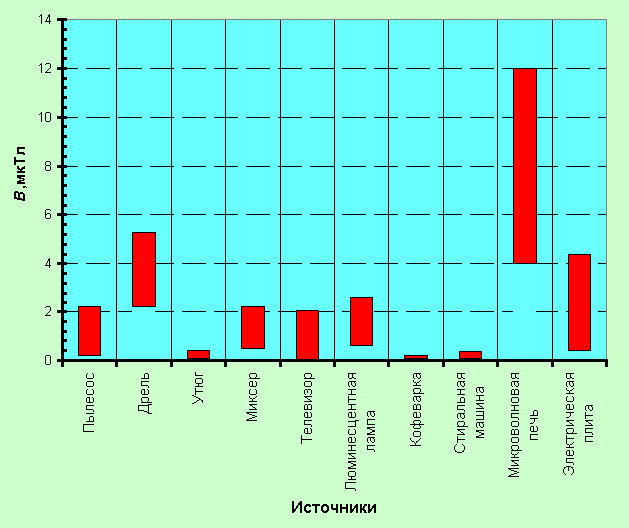 14
12
10
8
6
4
2
0
В,мкТл
Пылесос
Дрель
Утюг
Миксер
Телевизор
Люминесцентная
лампа
Кофеварка
Стиральная
машина
Микроволновая
печь
Электрическая
плита
Источники